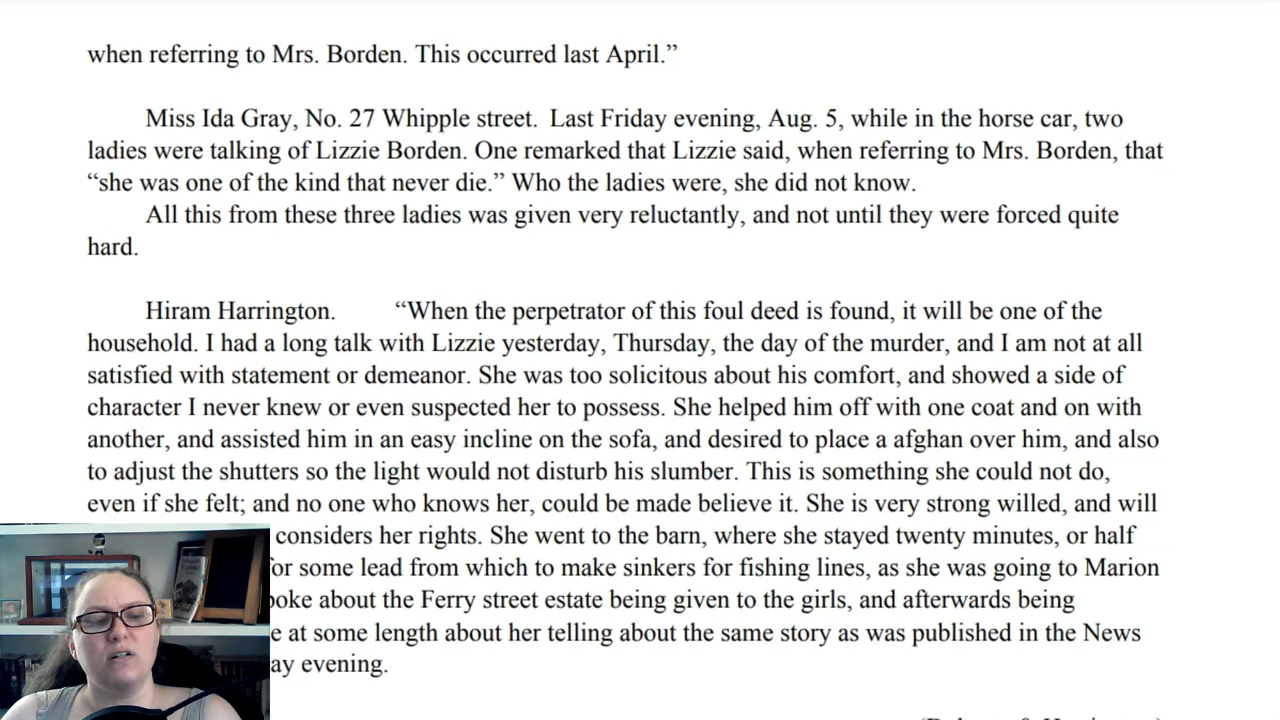 when referring to Mrs. Borden. This occurred last April.”
Miss Ida Gray, No. 27 Whipple street. Last Friday evening, Aug. 5, while in the horse car, two
ladies were talking of Lizzie Borden. One remarked that Lizzie said, when referring to Mrs. Borden, that
“she was one of the kind that never die.” Who the ladies were, she did not know.
All this from these three ladies was given very reluctantly, and not until they were forced quite
hard.
Hiram Harrington. “When the perpetrator of this foul deed is found, it will be one of the
household. I had a long talk with Lizzie yesterday, Thursday, the day of the murder, and I am not at all
satisfied with statement or demeanor. She was too solicitous about his comfort, and showed a side of
character I never knew or even suspected her to possess. She helped him off with one coat and on with
another, and assisted him in an easy incline on the sofa, and desired to place a afghan over him, and also
to adjust the shutters so the light would not disturb his slumber. This is something she could not do,
even if she felt; and no one who knows her, could be made believe it. She is very strong willed, and will
considers her rights. She went to the barn, where she stayed twenty minutes, or half
for some lead from which to make sinkers for fishing lines, as she was going to Marion
about the Ferry street estate being given to the girls, and afterwards being
at some length about her telling about the same story as was published in the News
evening.